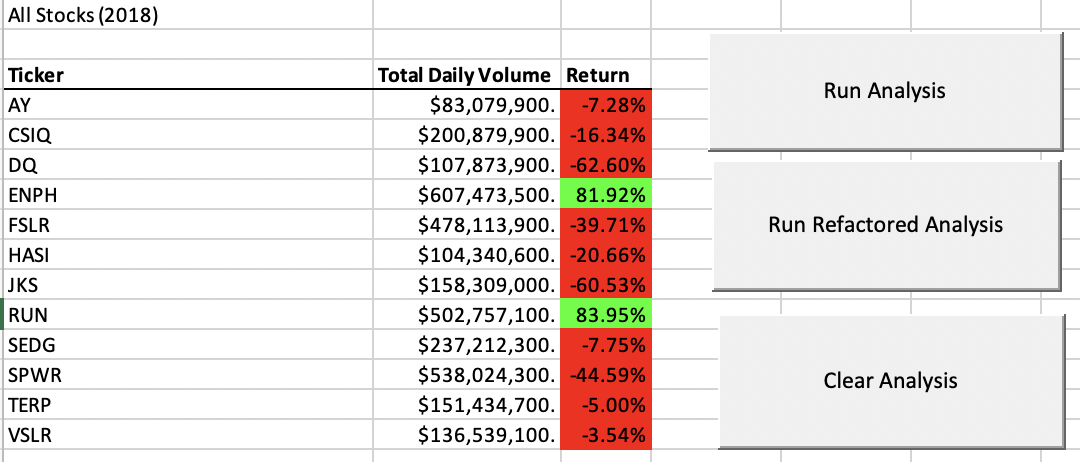 All Stocks (2018)
Ticker Total Daily Volume Return
AY $83,079,900. -7.28%
CSIQ $200,879,900. -16.34%
DQ $107,873,900. -62.60%
ENPH $607,473,500. 81.92%
FSLR $478,113,900. -39.71%
HASI $104,340,600. -20.66%
JKS $158,309,000. -60.53%
RUN $502,757,100. 83.95%
SEDG $237,212,300. -7.75%
SPWR $538,024,300. -44.59%
TERP $151,434,700. -5.00%
VSLR $136,539,100. -3.54%
Run Analysis
Run Refactored Analysis
Clear Analysis